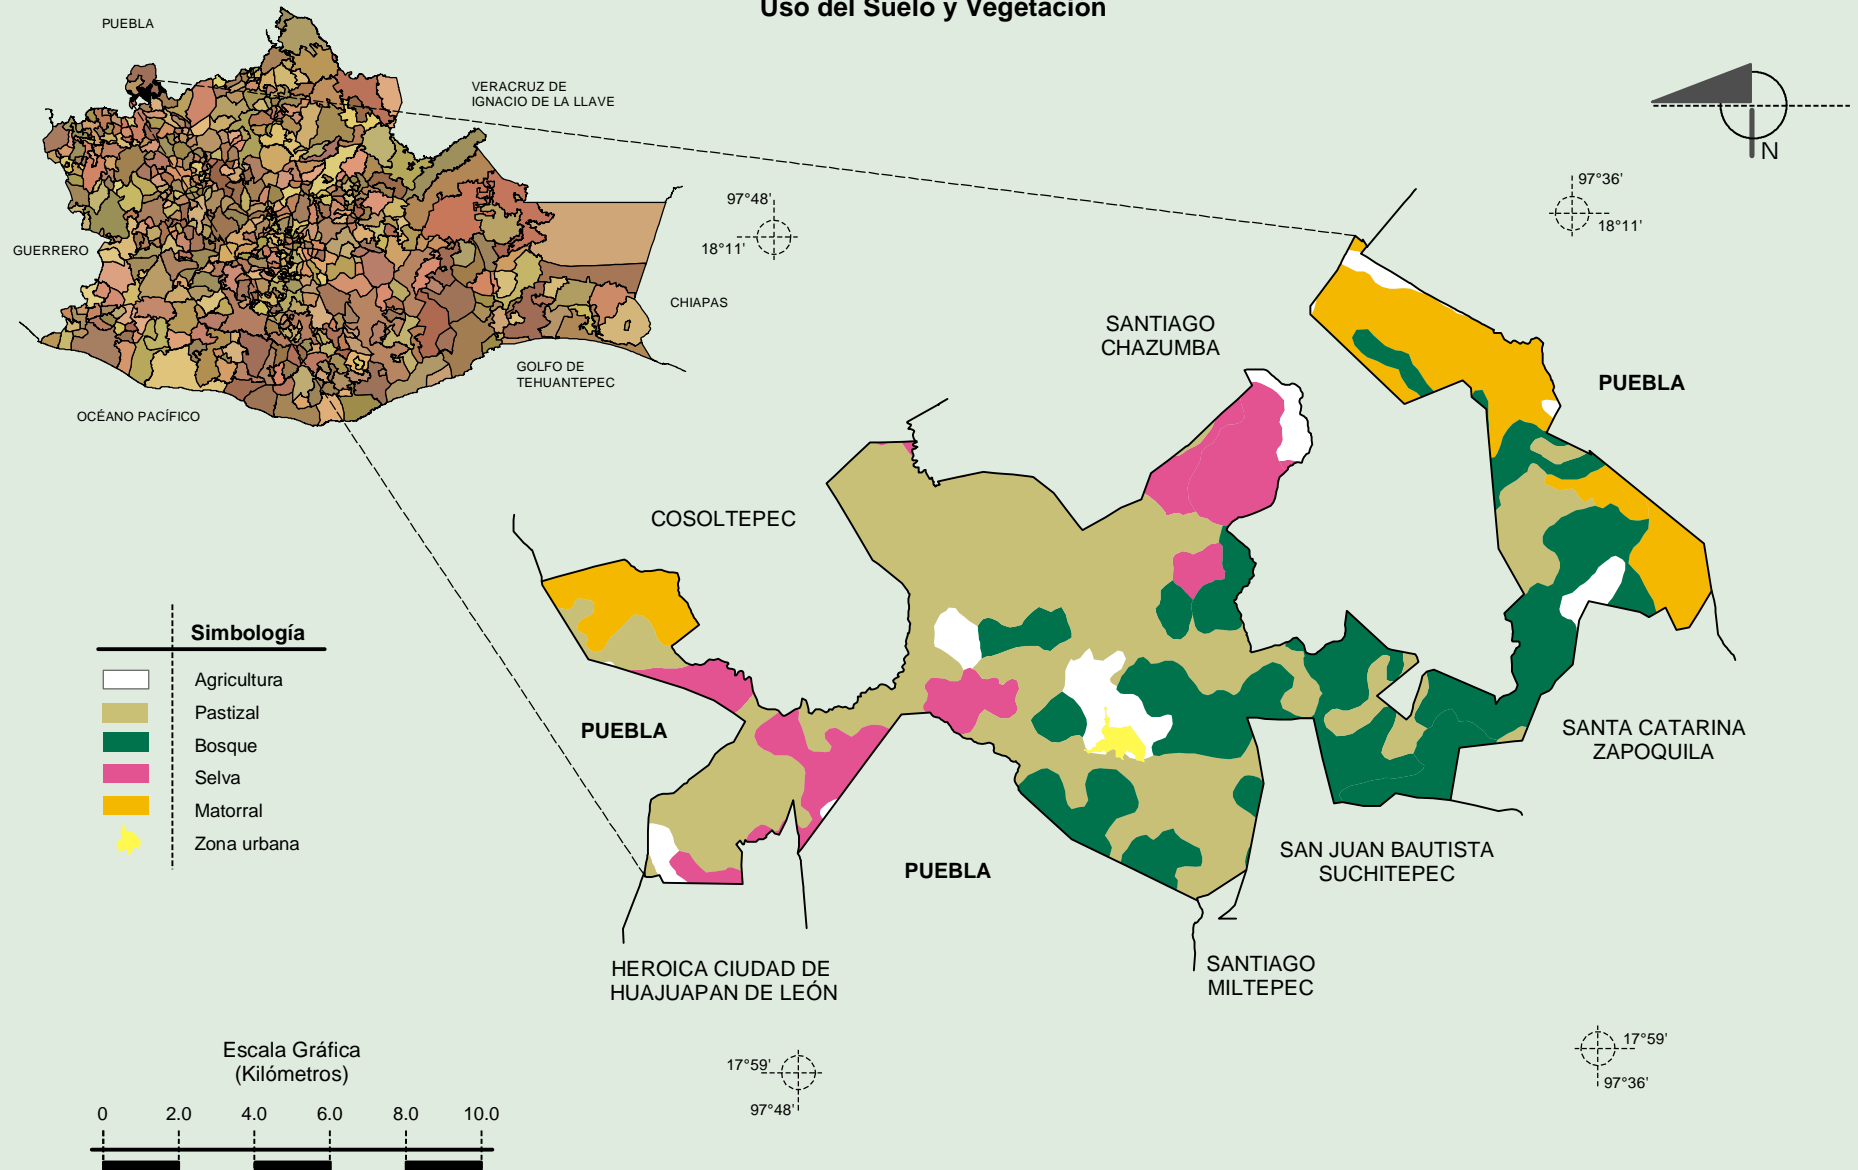 Uso del Suelo y Vegetación
PUEBLA
VERACRUZ DE
IGNACIO DE LA LLAVE
N
97°36'
18°11'
97°48'
18°11'
GUERRERO
CHIAPAS
SANTIAGO
CHAZUMBA
GOLFO DE
TEHUANTEPEC
PUEBLA
OCÉANO PACÍFICO
COSOLTEPEC
Simbología
Agricultura
Pastizal
Bosque
Selva
Matorral
Zona urbana
PUEBLA
SANTA CATARINA
ZAPOQUILA
PUEBLA
SAN JUAN BAUTISTA
SUCHITEPEC
HEROICA CIUDAD DE
HUAJUAPAN DE LEÓN
SANTIAGO
MILTEPEC
Escala Gráfica
(Kilómetros)
0 2.0 4.0 6.0 8.0 10.0
17°59'
97°48'
17°59'
97°36'